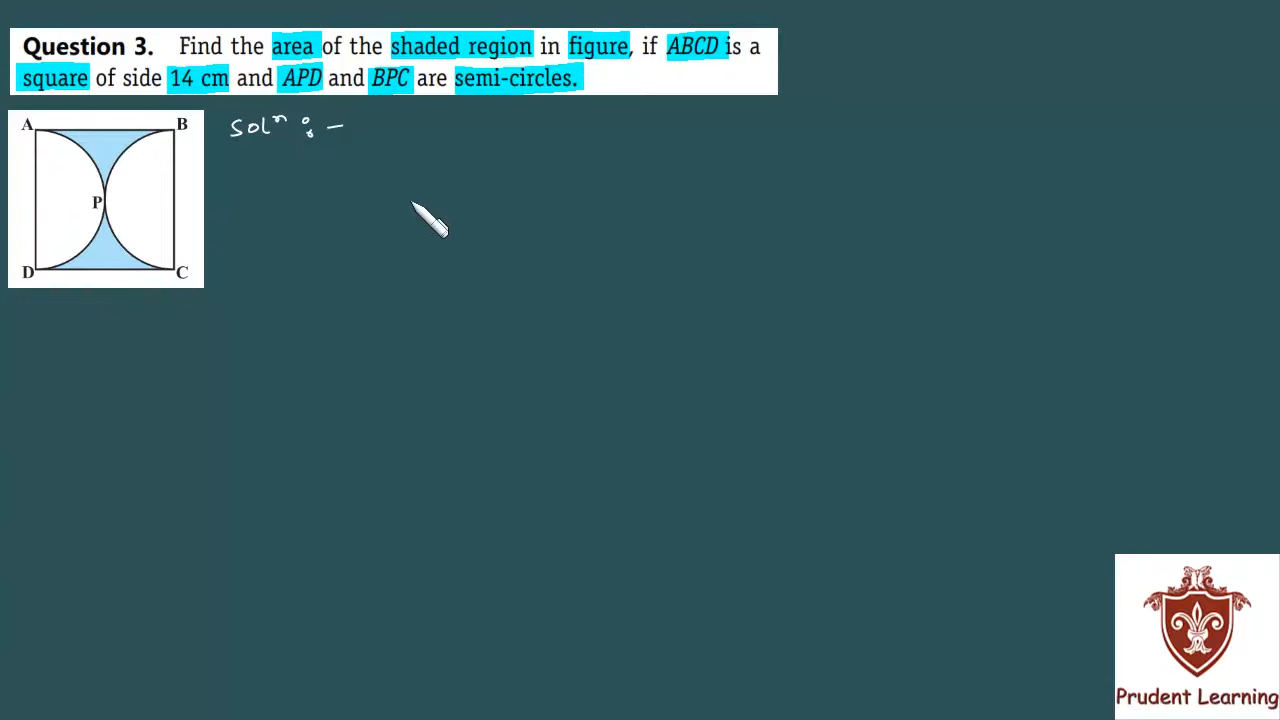 Question 3. Find the area of the shaded region in figure, if ABCD is a
square of side 14 cm and APD and BPC are semi-circles.
A
B
Solⁿ : –
P
D
C
Prudent Learning